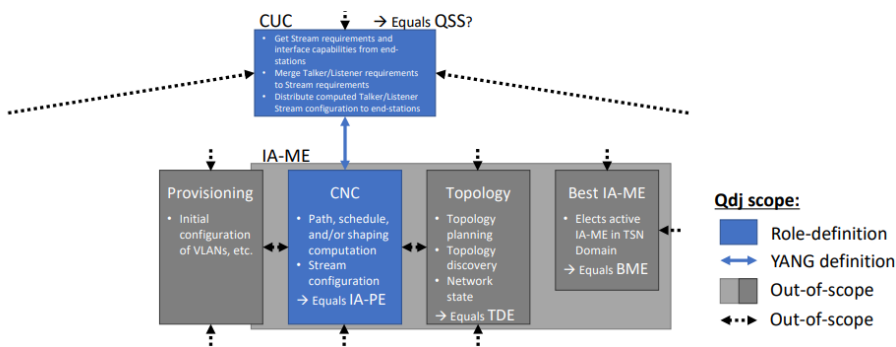 CUC → Equals QSS?
• Get Stream requirements and
interface capabilities from end-
stations
• Merge Talker/Listener requirements
to Stream requirements
• Distribute computed Talker/Listener
Stream configuration to end-stations
IA-ME
Provisioning
• Initial
configuration
of VLANs, etc.
CNC
• Path, schedule,
and/or shaping
computation
• Stream
configuration
→ Equals IA-PE
Topology
• Topology
planning
• Topology
discovery
• Network
state
→ Equals TDE
Best IA-ME
• Elects active
IA-ME in TSN
Domain
→ Equals BME
Qdj scope:
Role-definition
YANG definition
Out-of-scope
Out-of-scope